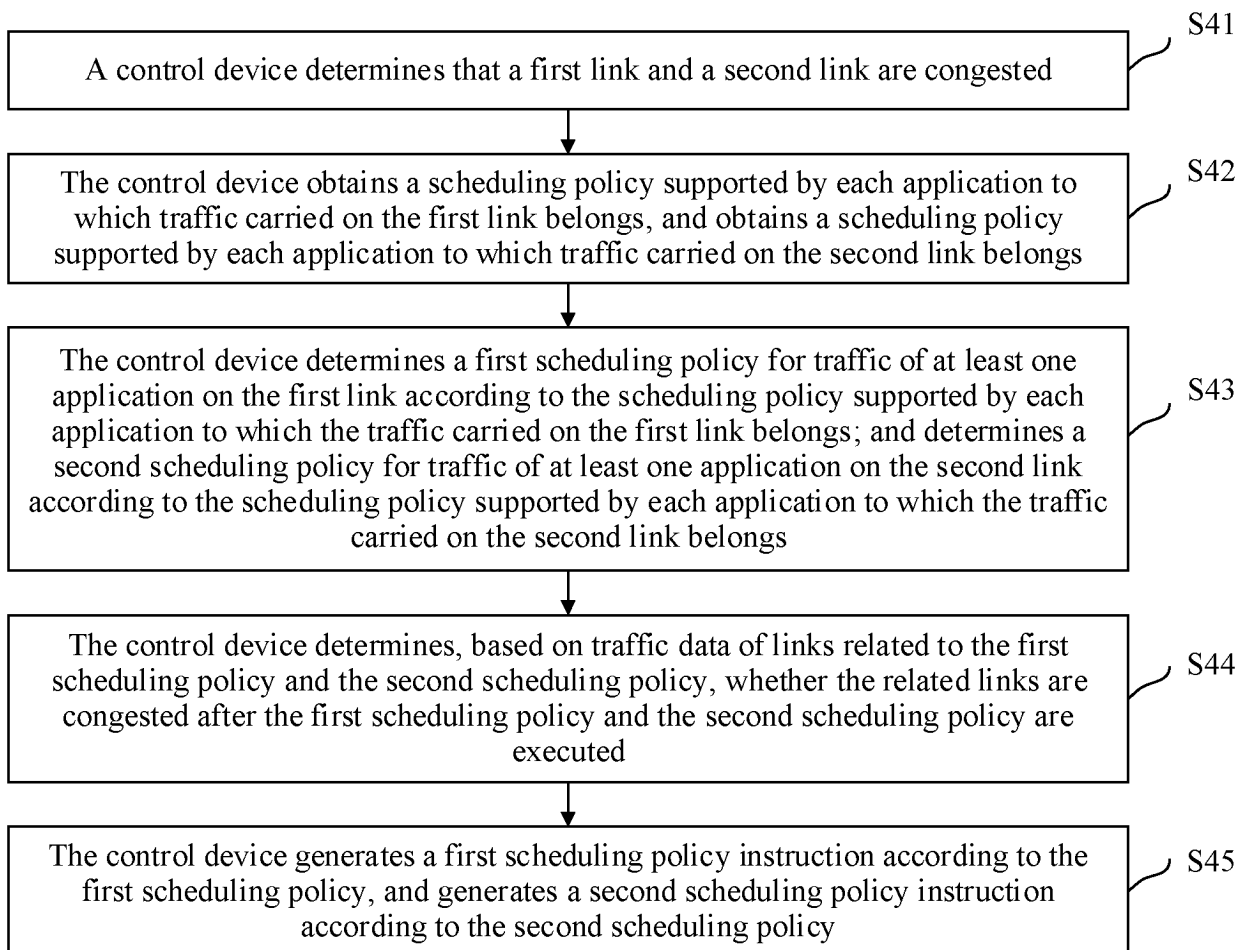 S41
A control device determines that a first link and a second link are congested
S42
The control device obtains a scheduling policy supported by each application to
which traffic carried on the first link belongs, and obtains a scheduling policy
supported by each application to which traffic carried on the second link belongs
S43
The control device determines a first scheduling policy for traffic of at least one
application on the first link according to the scheduling policy supported by each
application to which the traffic carried on the first link belongs; and determines a
second scheduling policy for traffic of at least one application on the second link
according to the scheduling policy supported by each application to which the traffic
carried on the second link belongs
S44
The control device determines, based on traffic data of links related to the first
scheduling policy and the second scheduling policy, whether the related links are
congested after the first scheduling policy and the second scheduling policy are
executed
S45
The control device generates a first scheduling policy instruction according to the
first scheduling policy, and generates a second scheduling policy instruction
according to the second scheduling policy